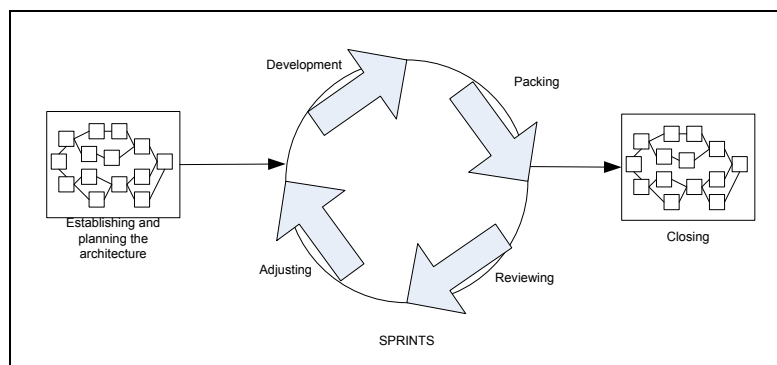 Development
Packing
Establishing and
planning the
architecture
Closing
Adjusting
Reviewing
SPRINTS